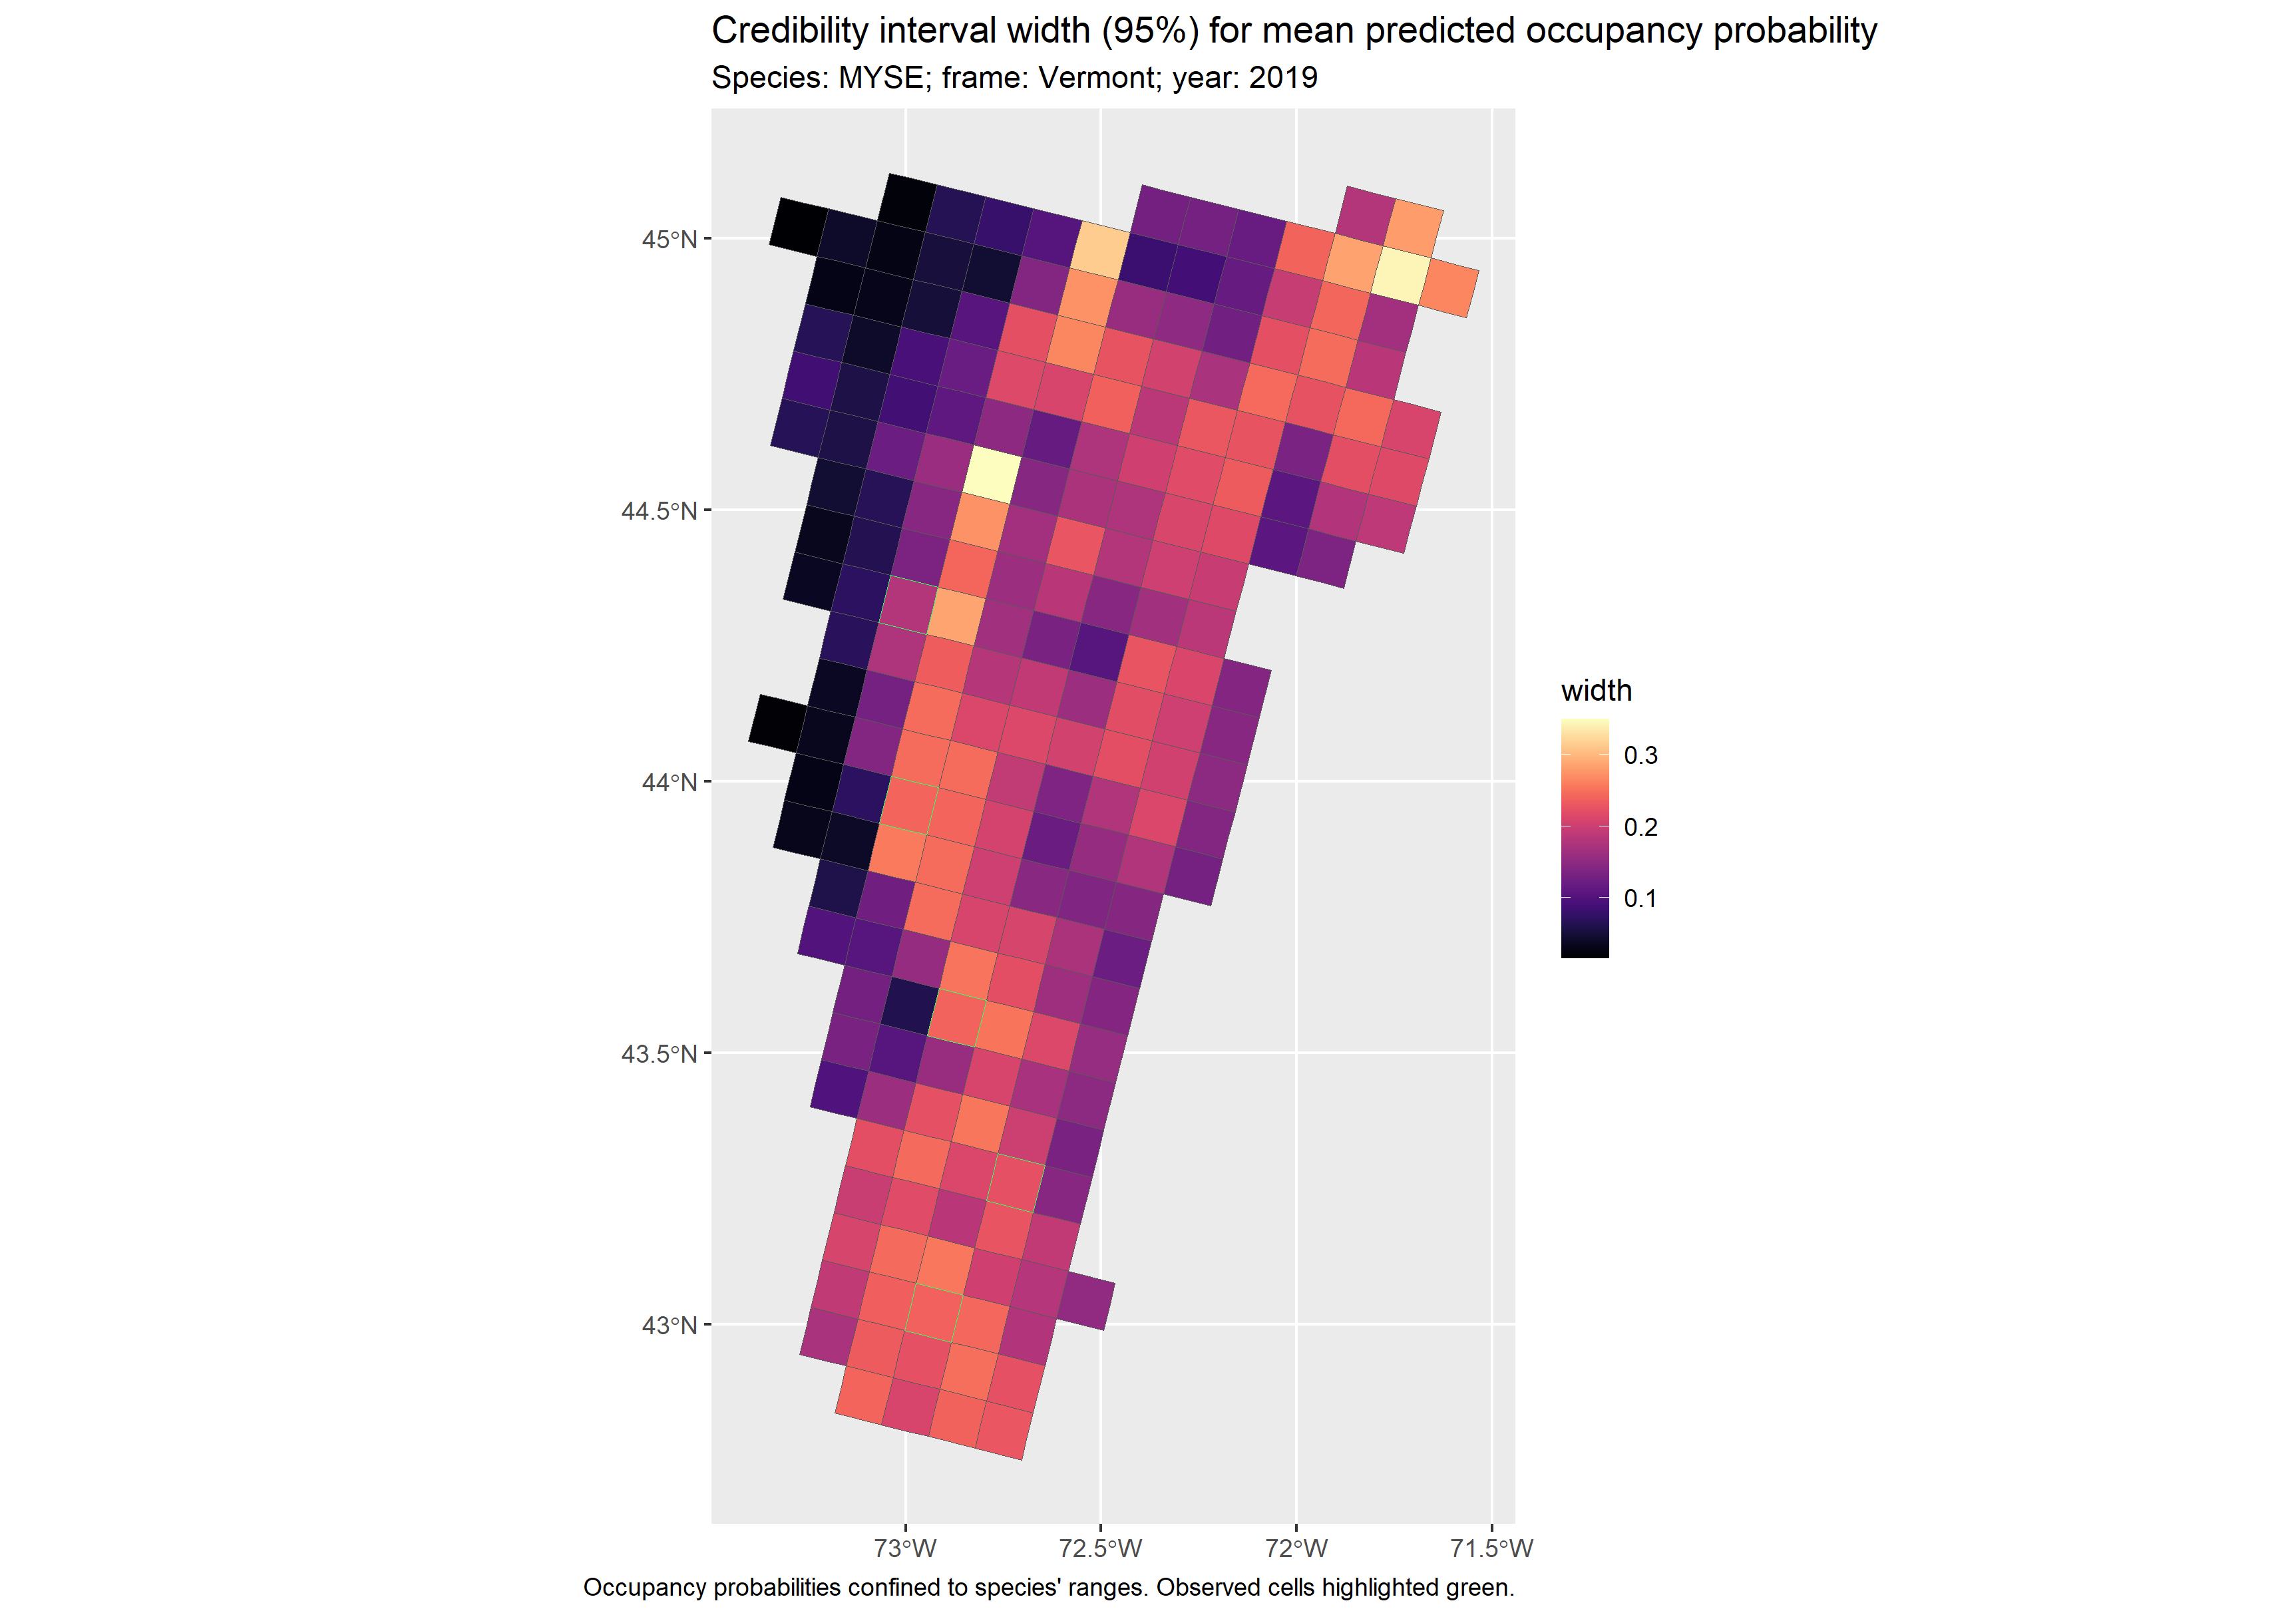 Credibility interval width (95%) for mean predicted occupancy probability
Species: MYSE; frame: Vermont; year: 2019
45°N
44.5°N
44°N
43.5°N
43°N
73°W
72.5°W
72°W
71.5°W
width
0.3
0.2
0.1
Occupancy probabilities confined to species' ranges. Observed cells highlighted green.